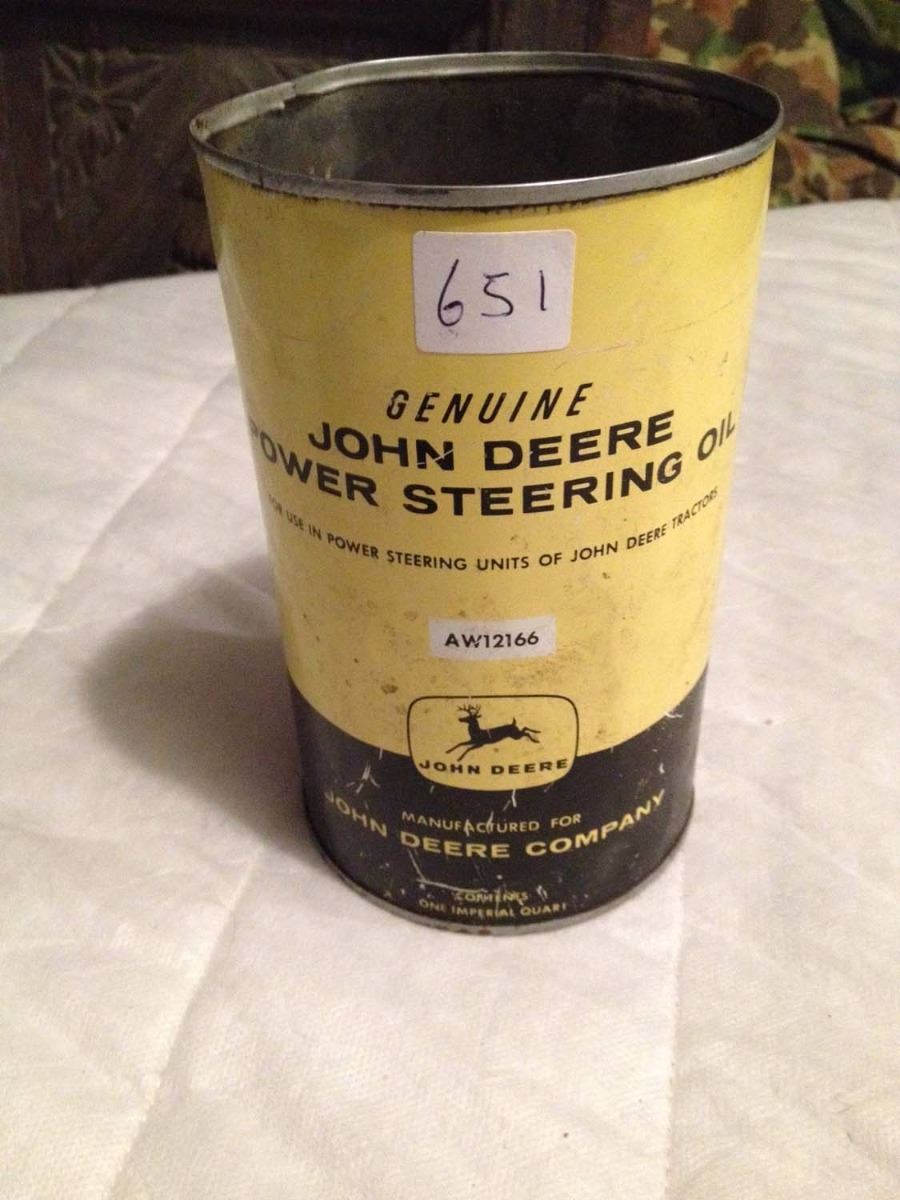 651
GENUINE
JOHN DEERE
POWER STEERING OIL
FOR USE IN POWER STEERING UNITS OF JOHN DEERE TRACTORS
AW12166
JOHN DEERE
MANUFACTURED FOR
JOHN DEERE COMPANY
CONTENTS
ONE IMPERIAL QUART